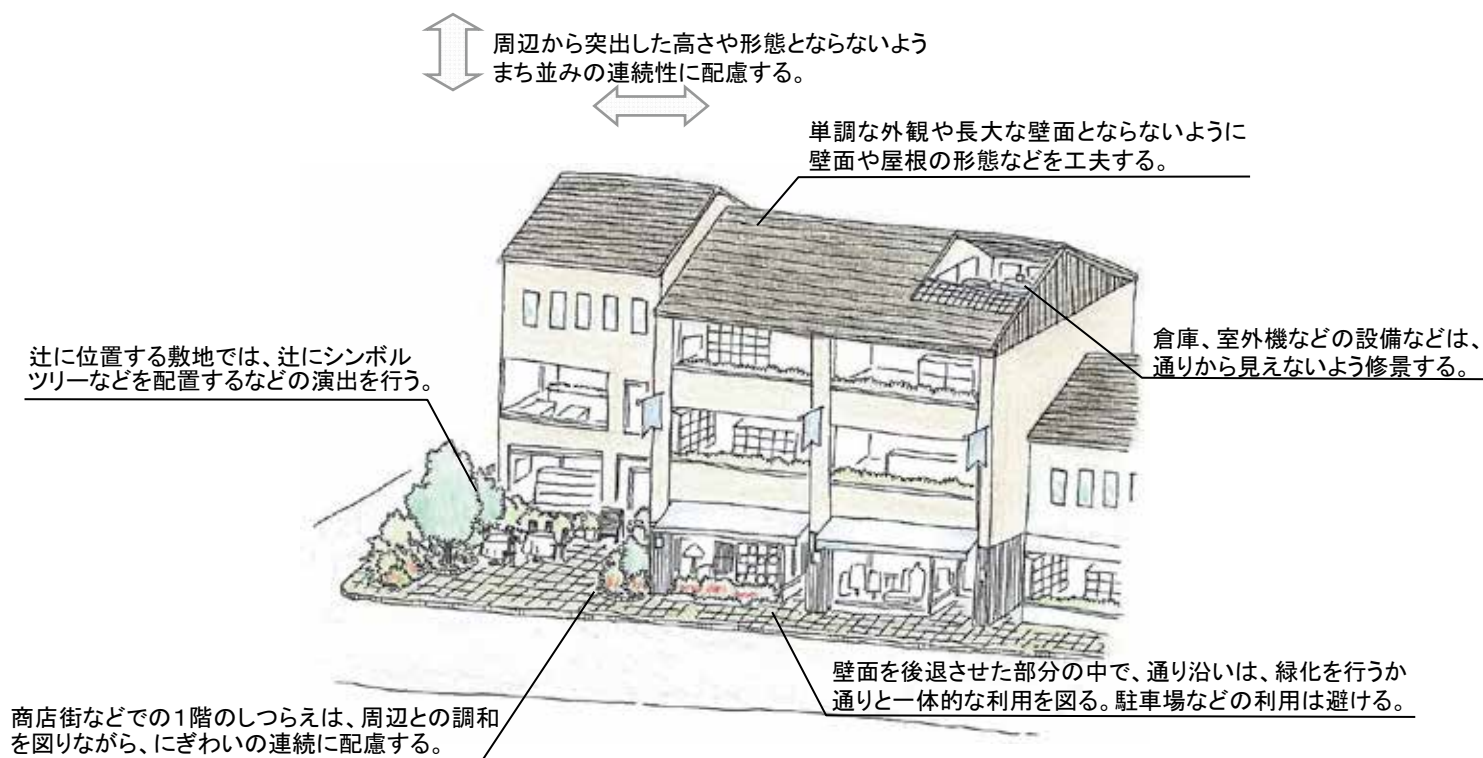 周辺から突出した高さや形態とならないよう
まち並みの連続性に配慮する。
単調な外観や長大な壁面とならないように
壁面や屋根の形態などを工夫する。
倉庫、室外機などの設備などは、
通りから見えないよう修景する。
辻に位置する敷地では、辻にシンボル
ツリーなどを配置するなどの演出を行う。
壁面を後退させた部分の中で、通り沿いは、緑化を行うか
通りと一体的な利用を図る。駐車場などの利用は避ける。
商店街などでの1階のしつらえは、周辺との調和
を図りながら、にぎわいの連続に配慮する。